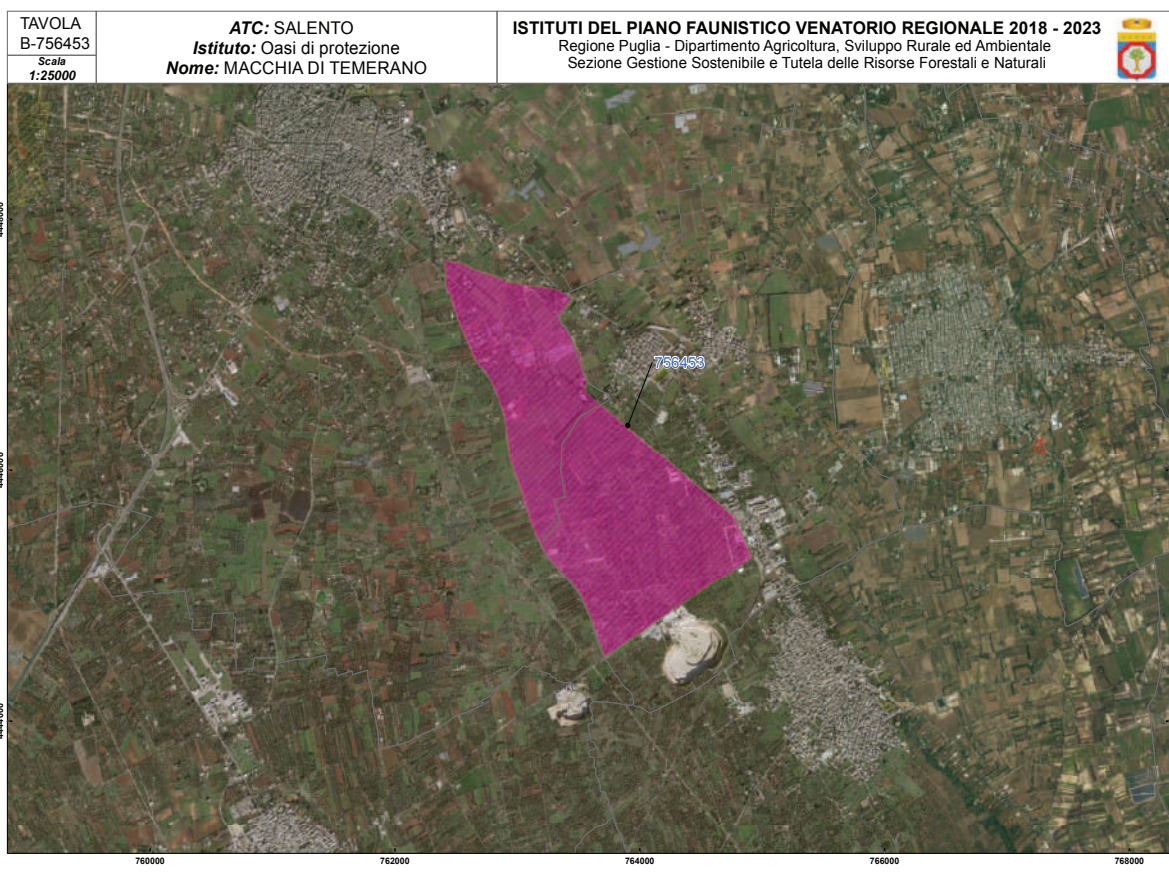 TAVOLA
B-756453
Scala
1:25000
ATC: SALENTO
Istituto: Oasi di protezione
Nome: MACCHIA DI TEMERANO
ISTITUTI DEL PIANO FAUNISTICO VENATORIO REGIONALE 2018 - 2023
Regione Puglia - Dipartimento Agricoltura, Sviluppo Rurale ed Ambientale
Sezione Gestione Sostenibile e Tutela delle Risorse Forestali e Naturali
756453
760000
762000
764000
766000
768000